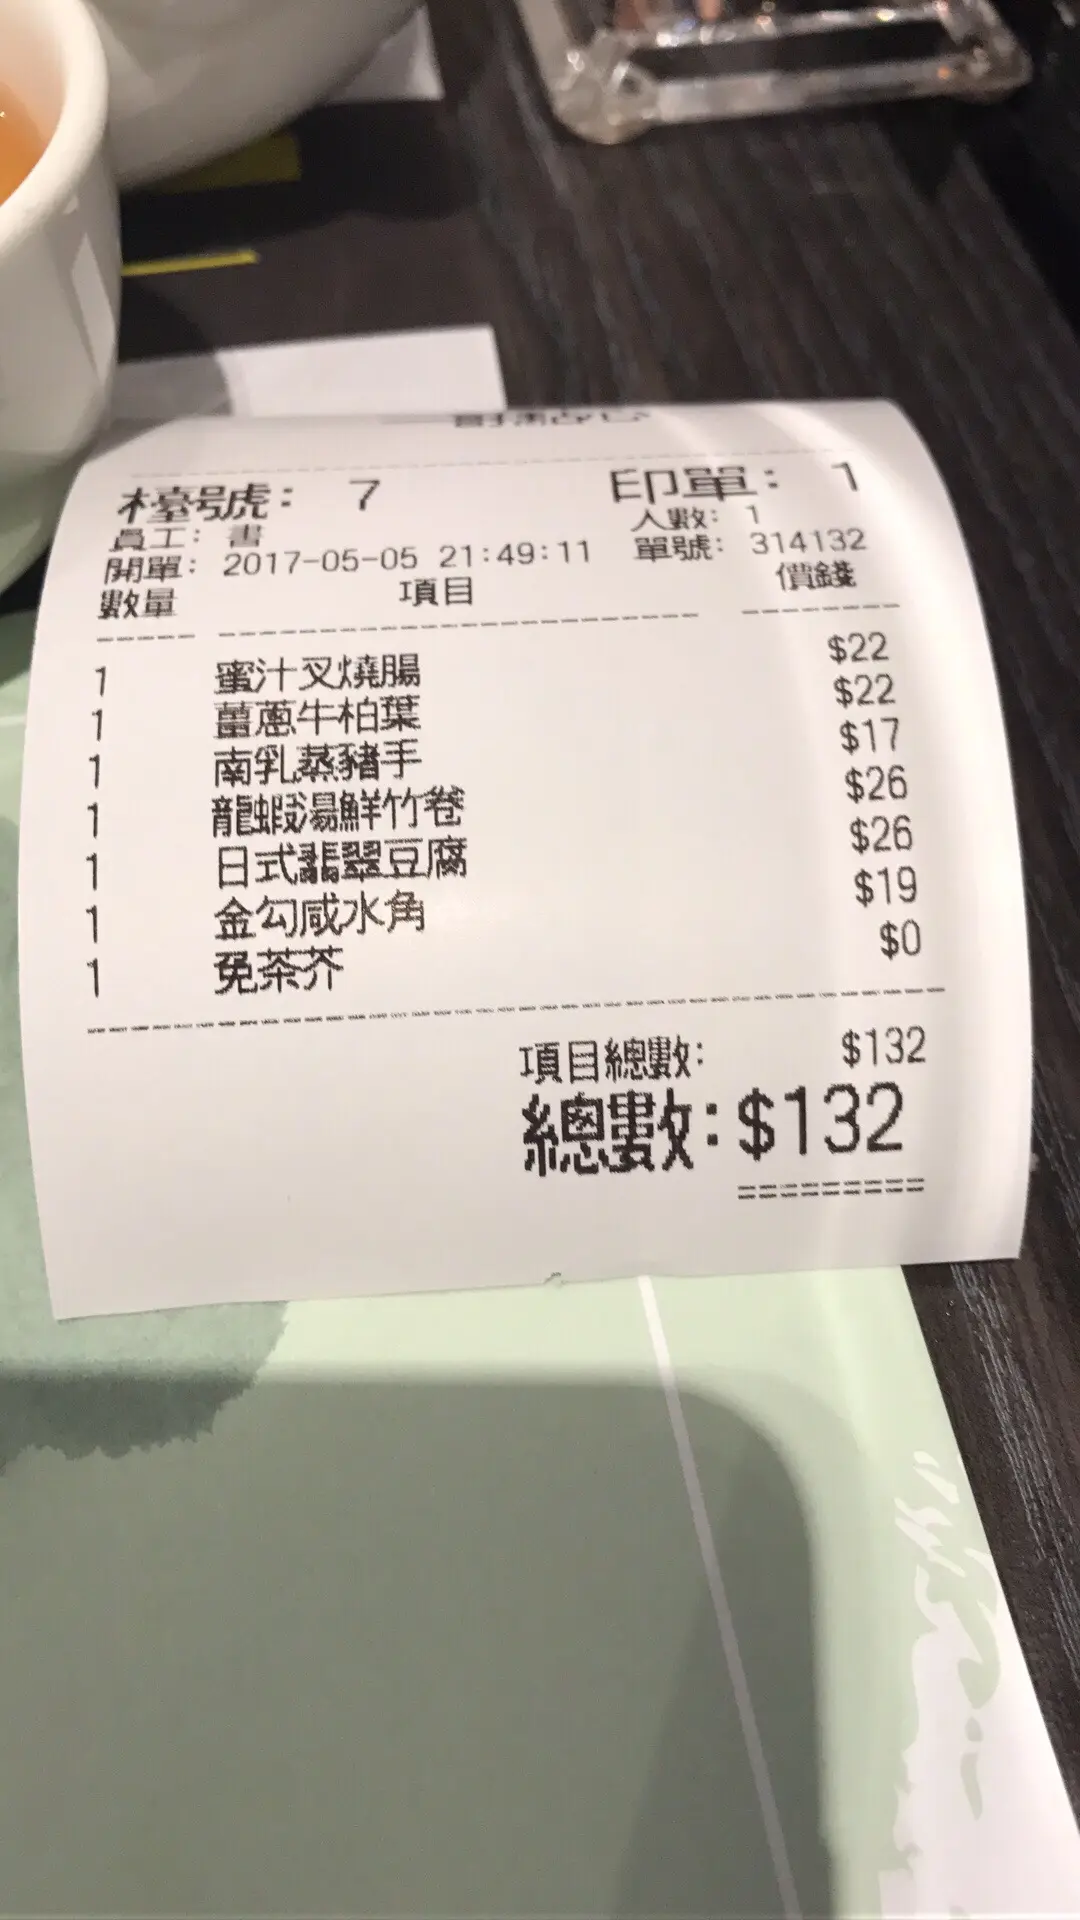 一哥點心
檯號: 7 印單: 1
員工: 書 人數: 1
開單: 2017-05-05 21:49:11 單號: 314132
數量 項目 價錢
1 蜜汁叉燒腸 $22
1 薑蔥牛柏葉 $22
1 南乳蒸豬手 $17
1 龍蝦湯鮮竹卷 $26
1 日式翡翠豆腐 $26
1 金勾咸水角 $19
1 免茶芥 $0
項目總數: $132
總數: $132